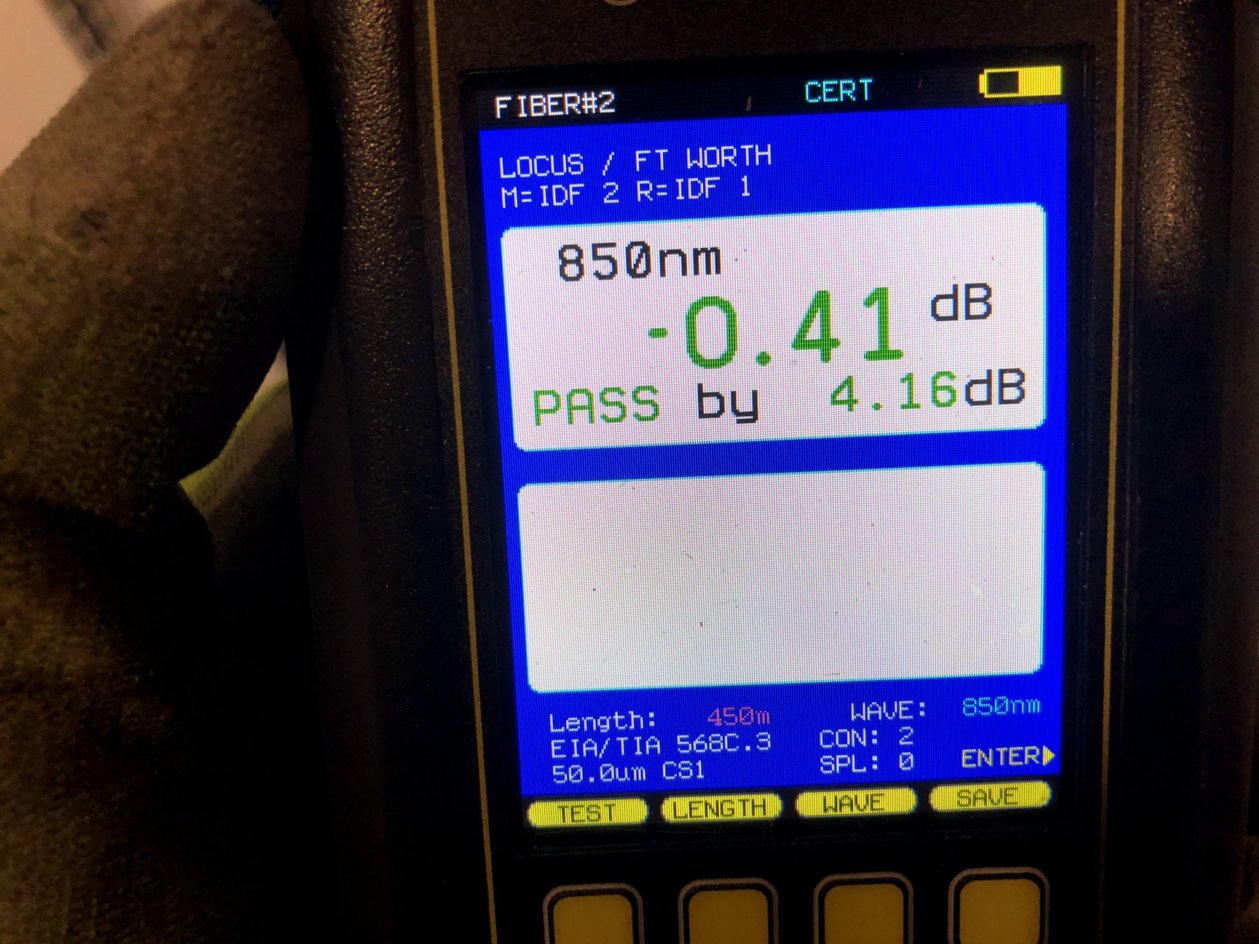 FIBER#2 CERT
LOCUS / FT WORTH
M=IDF 2 R=IDF 1
850nm
-0.41 dB
PASS by 4.16dB
Length: 450m WAVE: 850nm
EIA/TIA 568C.3 CON: 2
50.0um CS1 SPL: 0 ENTER
TEST LENGTH WAVE SAVE